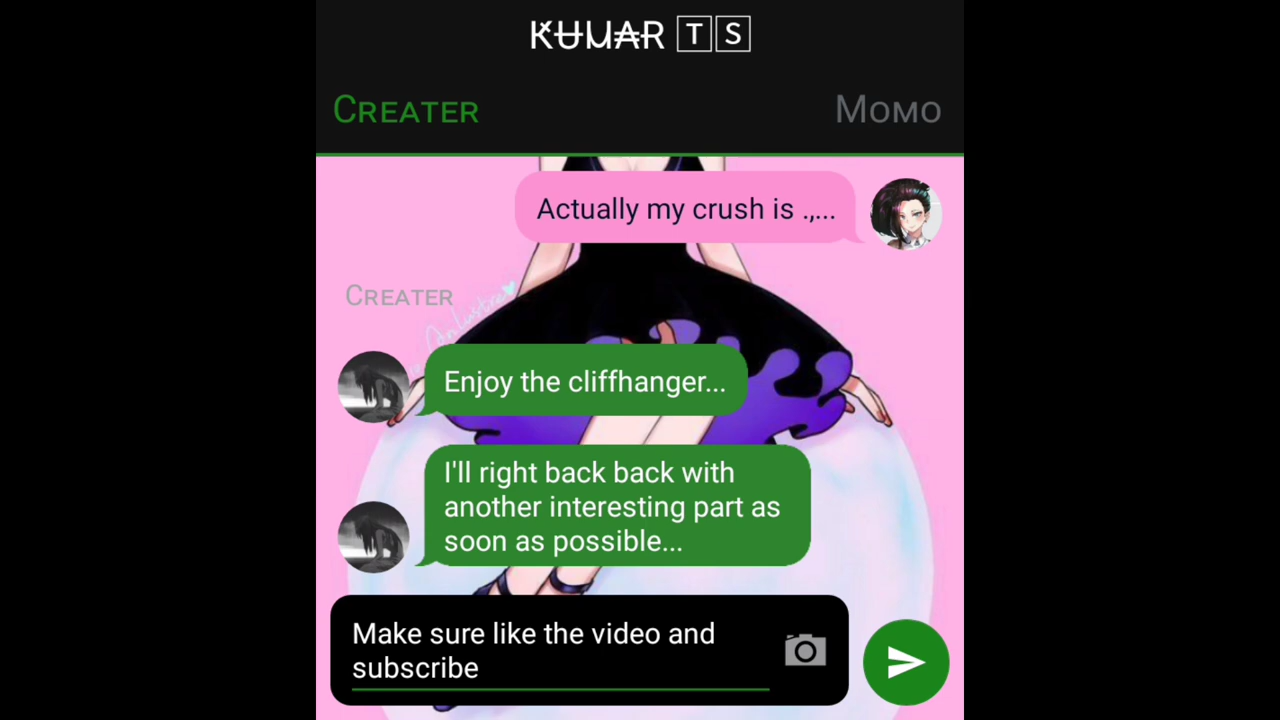 KUMAR 🅃🅂
CREATER
MOMO
Actually my crush is .,...
CREATER
Enjoy the cliffhanger...
I'll right back back with
another interesting part as
soon as possible...
Make sure like the video and
subscribe